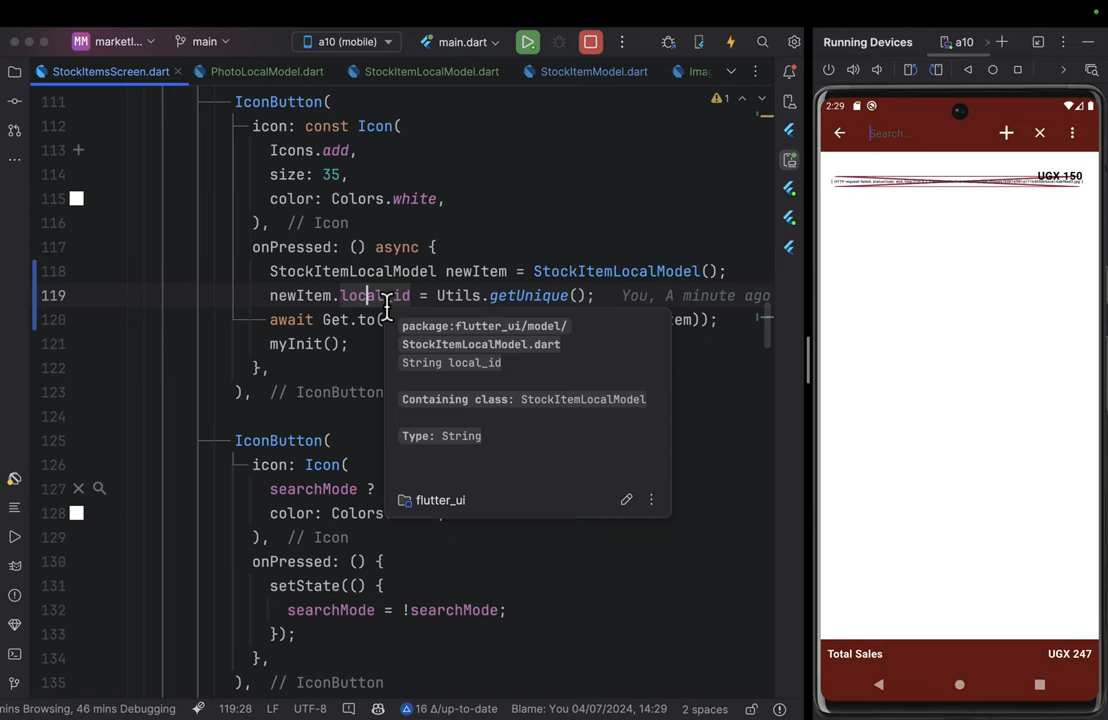 MM marketl... main a10 (mobile) main.dart Running Devices a10
StockItemsScreen.dart PhotoLocalModel.dart StockItemLocalModel.dart StockItemModel.dart Imag
111 IconButton( 1
112 icon: const Icon(
113 Icons.add,
114 size: 35,
115 color: Colors.white,
116 ), // Icon
117 onPressed: () async {
118 StockItemLocalModel newItem = StockItemLocalModel();
119 newItem.local_id = Utils.getUnique(); You, A minute ago
120 await Get.to( em));
121 myInit();
122 },
123 ), // IconButton
124
125 IconButton(
126 icon: Icon(
127 searchMode ?
128 color: Colors.
129 ), // Icon
130 onPressed: () {
131 setState(() {
132 searchMode = !searchMode;
133 });
134 },
135 ), // IconButton
package:flutter_ui/model/
StockItemLocalModel.dart
String local_id
Containing class: StockItemLocalModel
Type: String
flutter_ui
mins Browsing, 46 mins Debugging 119:28 LF UTF-8 16 Δ/up-to-date Blame: You 04/07/2024, 14:29 2 spaces
2:29
Search...
UGX 150
Total Sales UGX 247